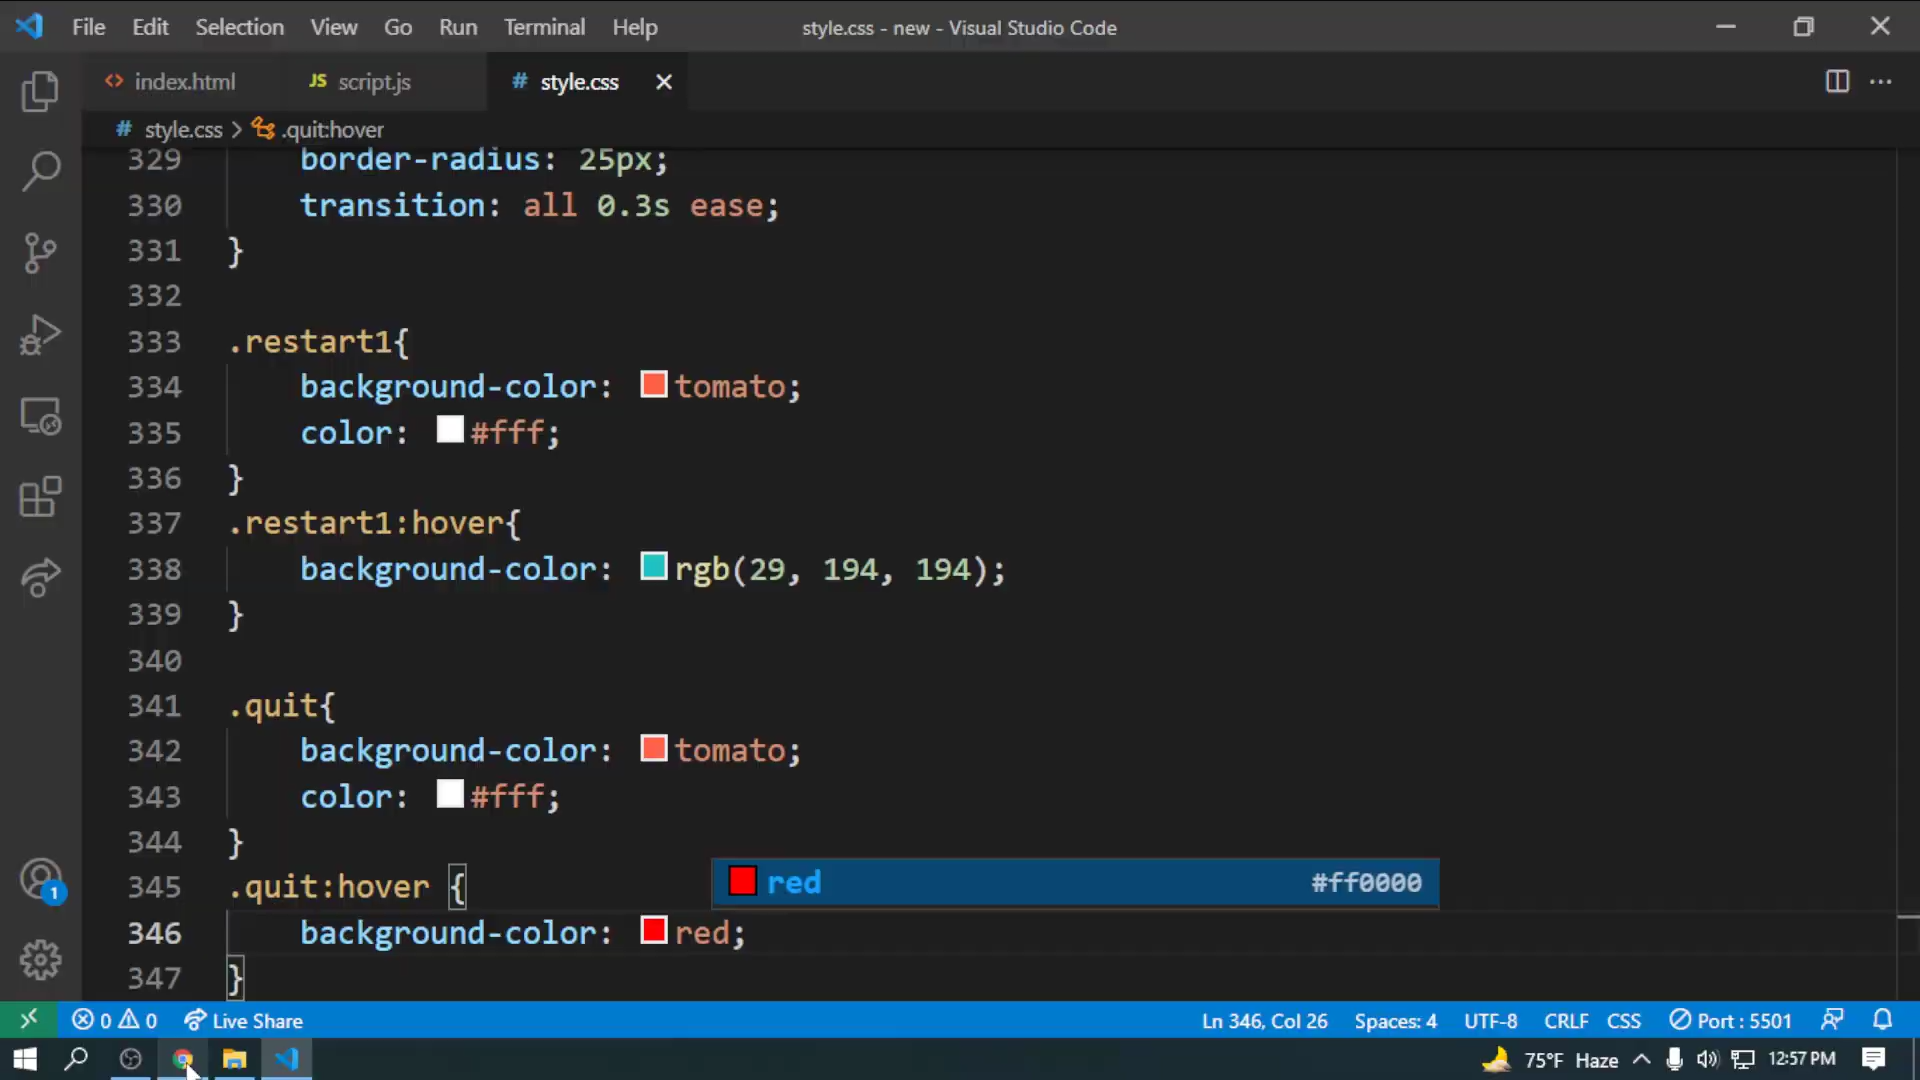 File Edit Selection View Go Run Terminal Help style.css - new - Visual Studio Code
<> index.html JS script.js # style.css
# style.css > .quit:hover
329 border-radius: 25px;
330 transition: all 0.3s ease;
331 }
332
333 .restart1{
334 background-color: tomato;
335 color: #fff;
336 }
337 .restart1:hover{
338 background-color: rgb(29, 194, 194);
339 }
340
341 .quit{
342 background-color: tomato;
343 color: #fff;
344 }
345 .quit:hover {
red #ff0000
346 background-color: red;
347 }
1
0 0 Live Share Ln 346, Col 26 Spaces: 4 UTF-8 CRLF CSS Port : 5501
75°F Haze 12:57 PM